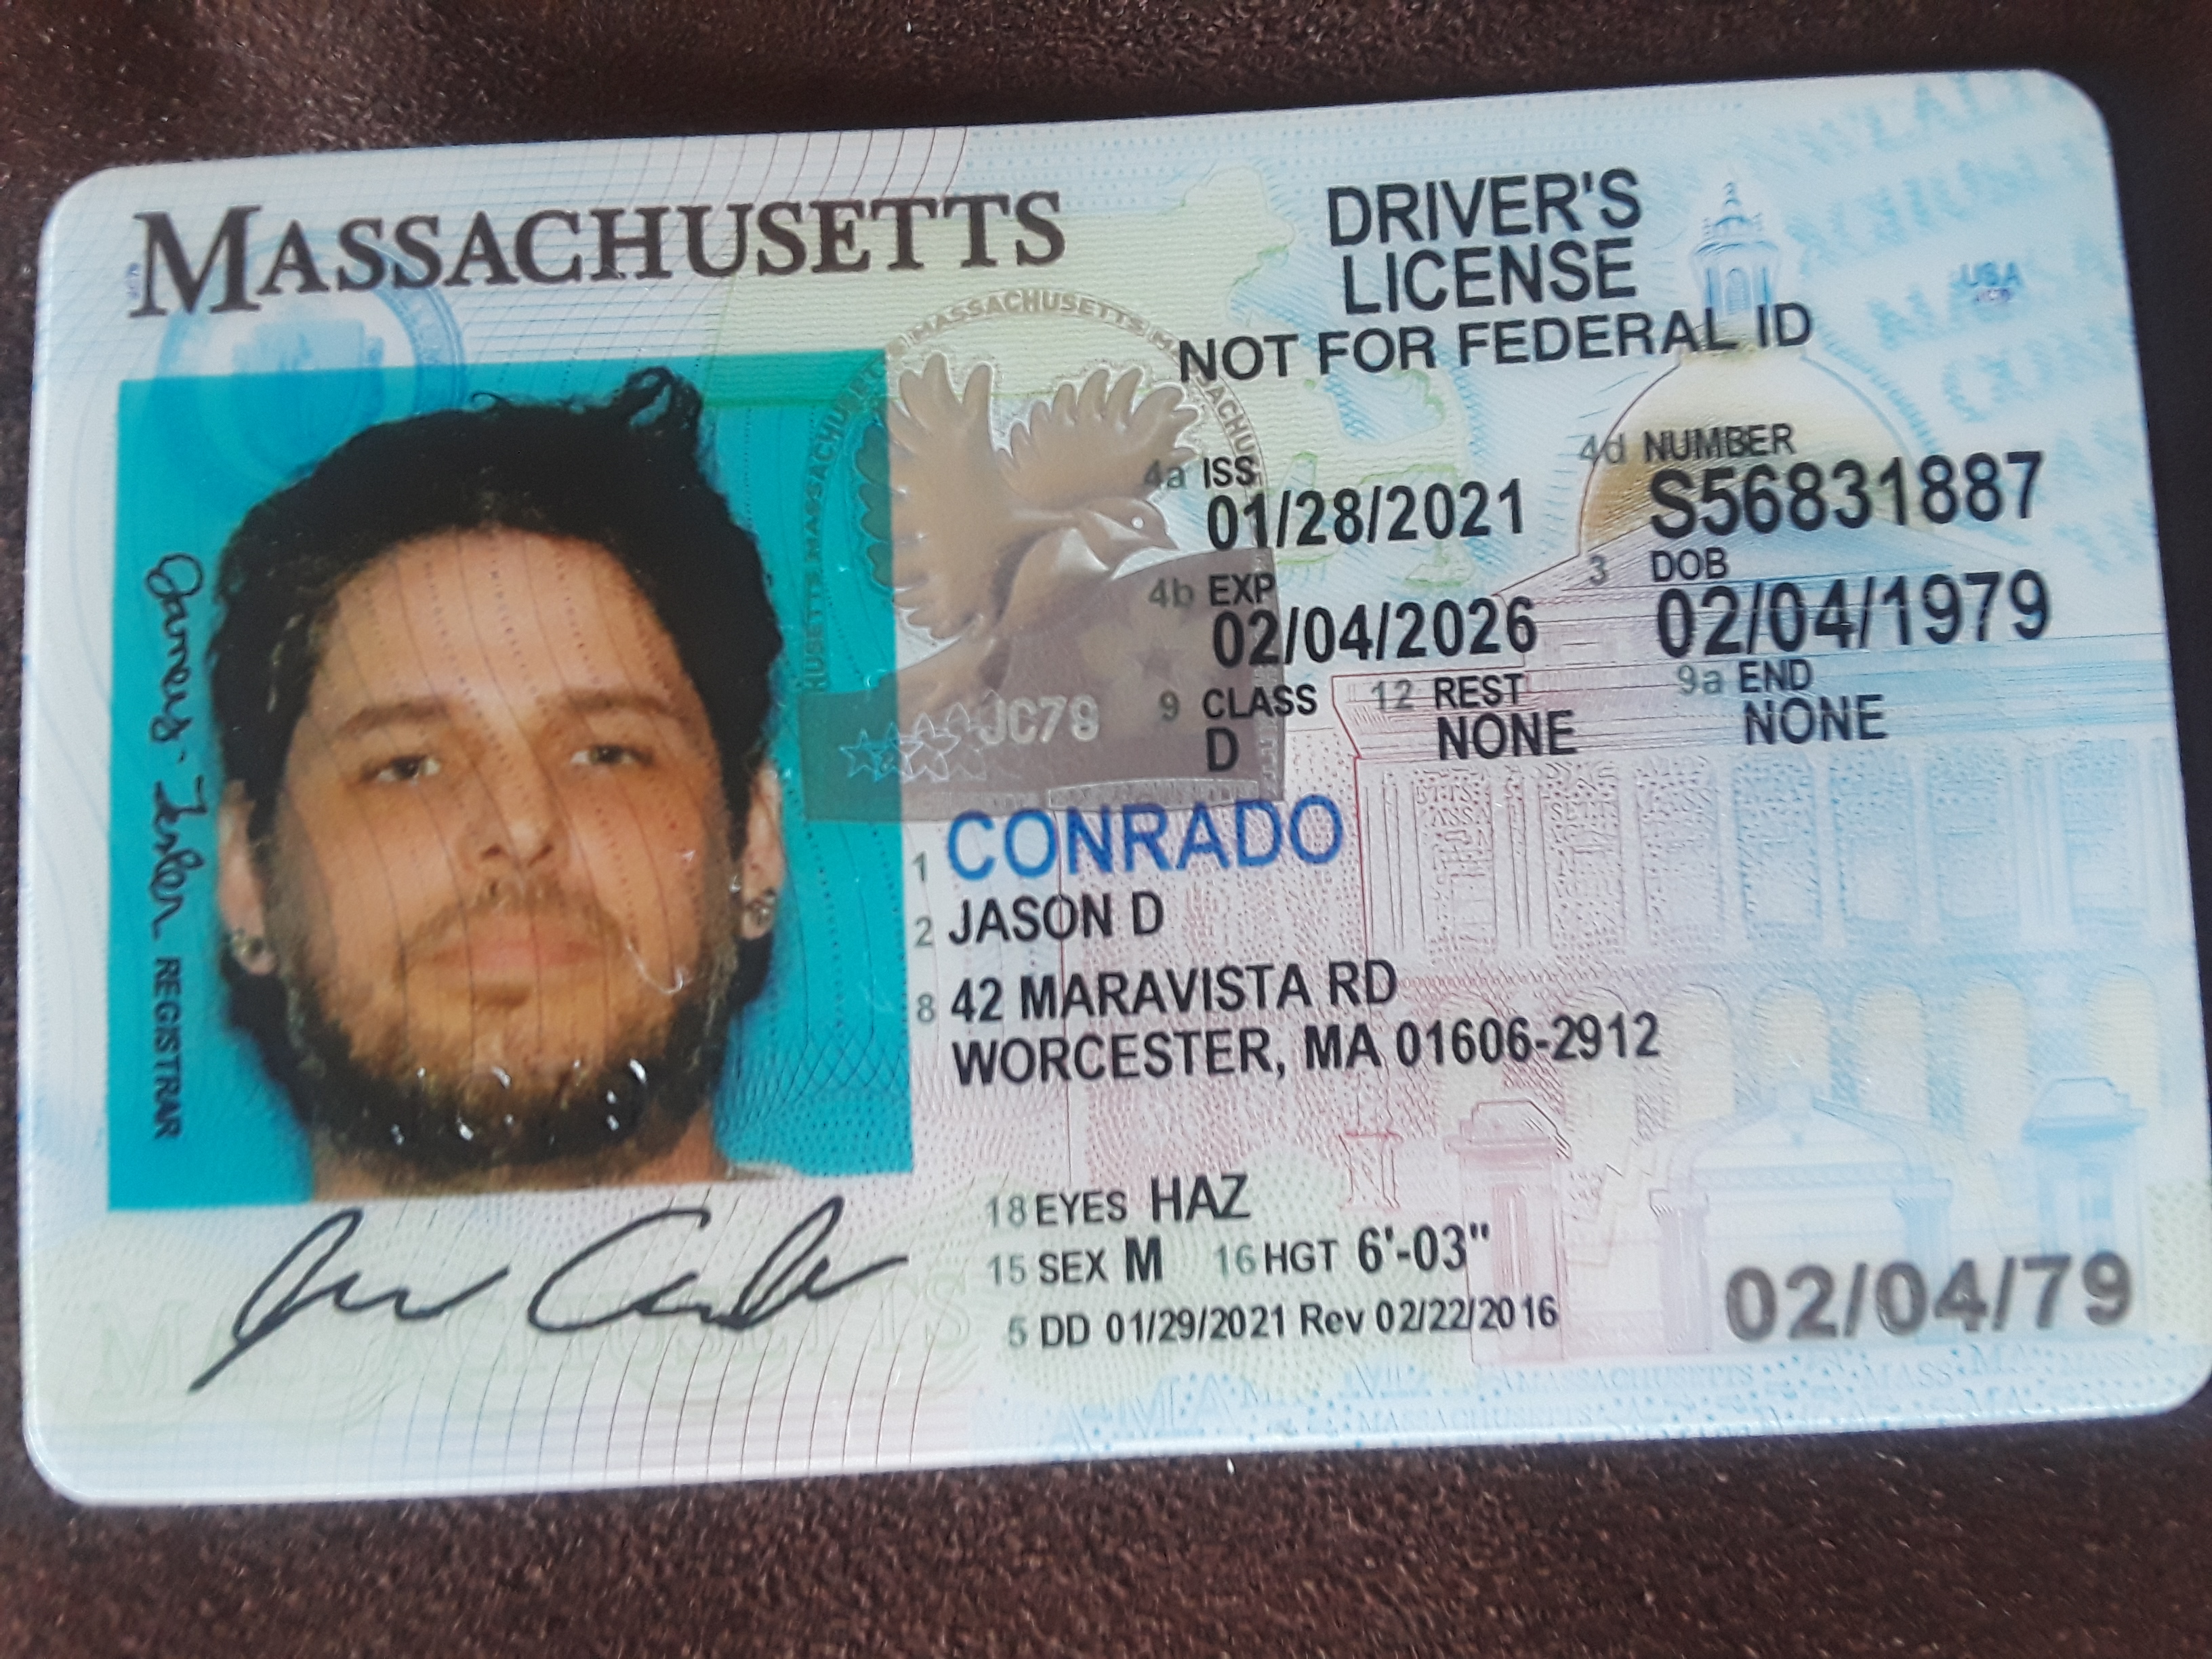 MASSACHUSETTS
DRIVER'S
LICENSE
NOT FOR FEDERAL ID
4a ISS
01/28/2021
4d NUMBER
S56831887
4b EXP
02/04/2026
3 DOB
02/04/1979
9 CLASS
D
12 REST
NONE
9a END
NONE
JC79
1 CONRADO
2 JASON D
8 42 MARAVISTA RD
WORCESTER, MA 01606-2912
18 EYES HAZ
15 SEX M 16 HGT 6'-03"
5 DD 01/29/2021 Rev 02/22/2016
02/04/79
REGISTRAR
USA